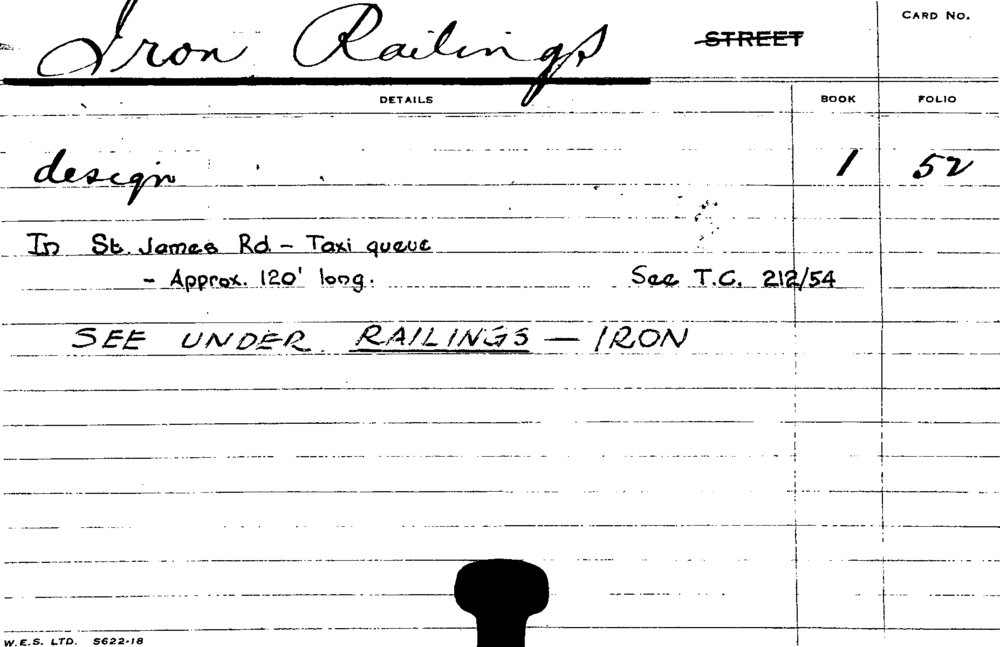 Iron Railings STREET CARD No.
DETAILS BOOK FOLIO
design 1 52
In St. James Rd - Taxi queue
- Approx. 120' long. See T.C. 212/54
SEE UNDER RAILINGS — IRON
W.E.S. LTD. S622-18